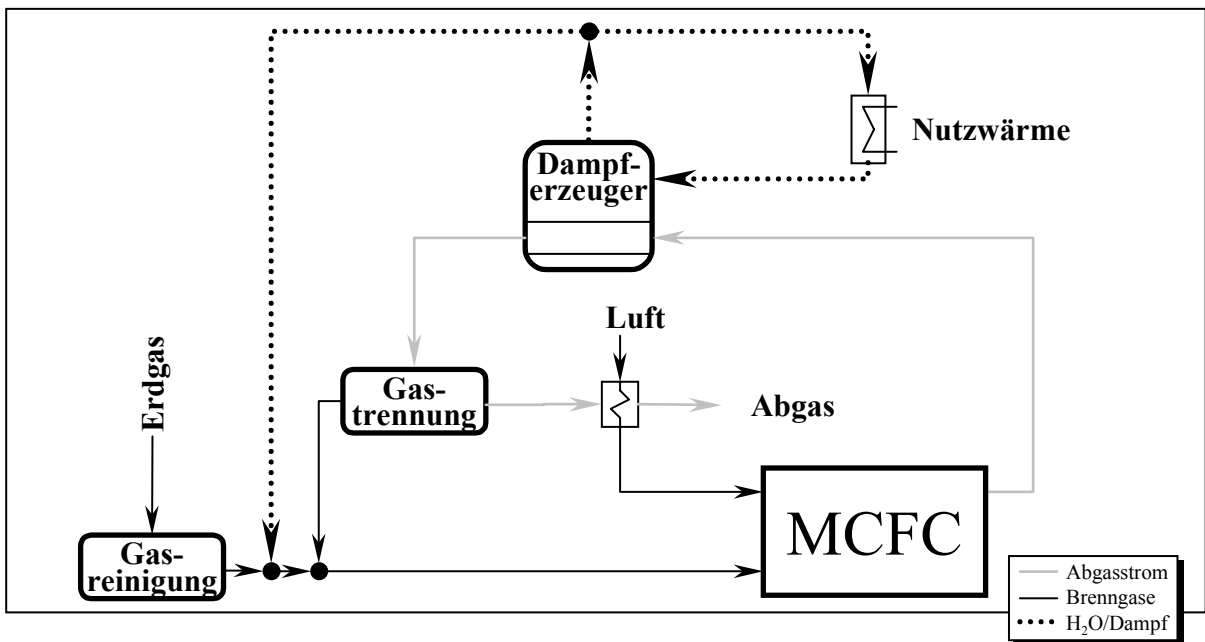 Nutzwärme
Dampf-
erzeuger
Luft
Erdgas
Gas-
trennung
Abgas
MCFC
Gas-
reinigung
Abgasstrom
Brenngase
H₂O/Dampf